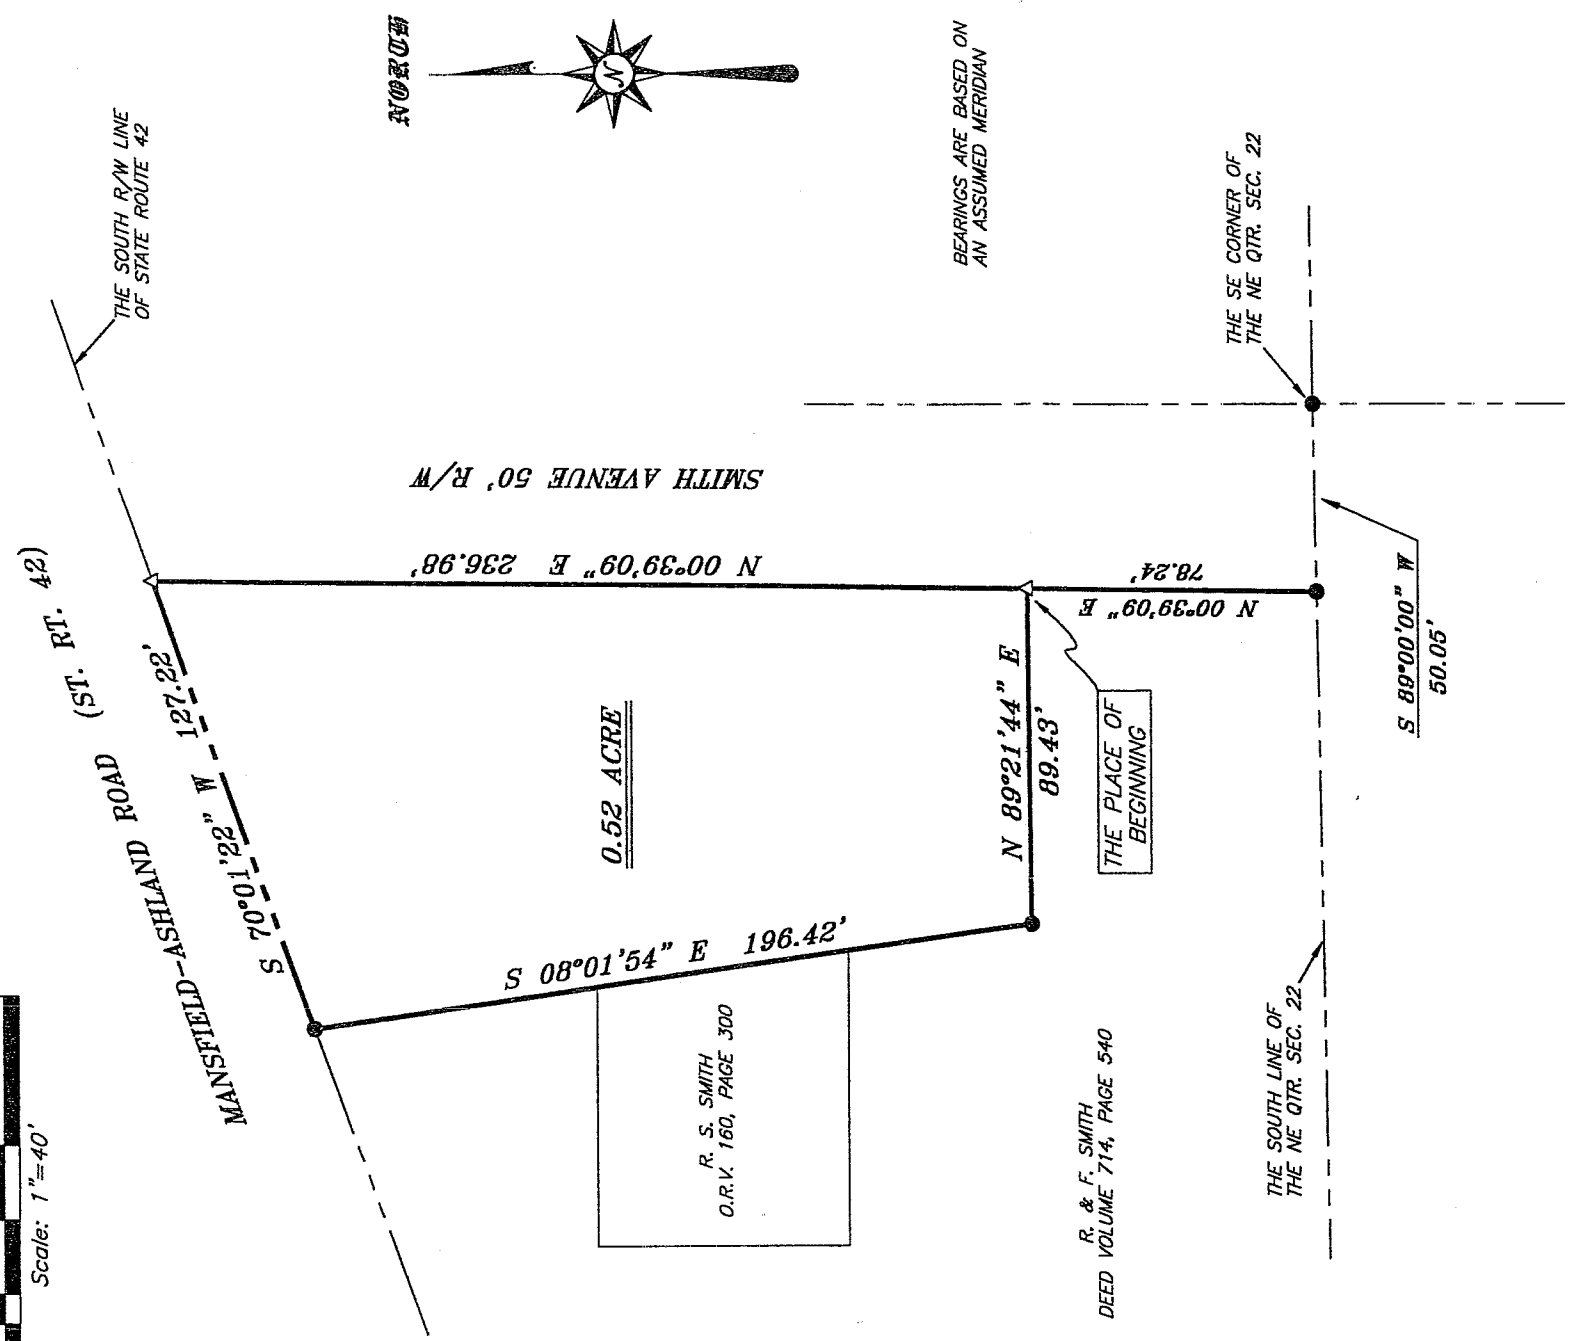 NORTH
N
THE SOUTH R/W LINE
OF STATE ROUTE 42
BEARINGS ARE BASED ON
AN ASSUMED MERIDIAN
THE SE CORNER OF
THE NE QTR. SEC. 22
SMITH AVENUE 50' R/W
MANSFIELD-ASHLAND ROAD (ST. RT. 42)
S 70°01'22" W 127.22'
N 00°39'09" E 236.98'
N 00°39'09" E
78.24'
S 89°00'00" W
50.05'
0.52 ACRE
N 89°21'44" E
89.43'
THE PLACE OF
BEGINNING
S 08°01'54" E 196.42'
R. S. SMITH
O.R.V. 160, PAGE 300
R. & F. SMITH
DEED VOLUME 714, PAGE 540
THE SOUTH LINE OF
THE NE QTR. SEC. 22
Scale: 1"=40'